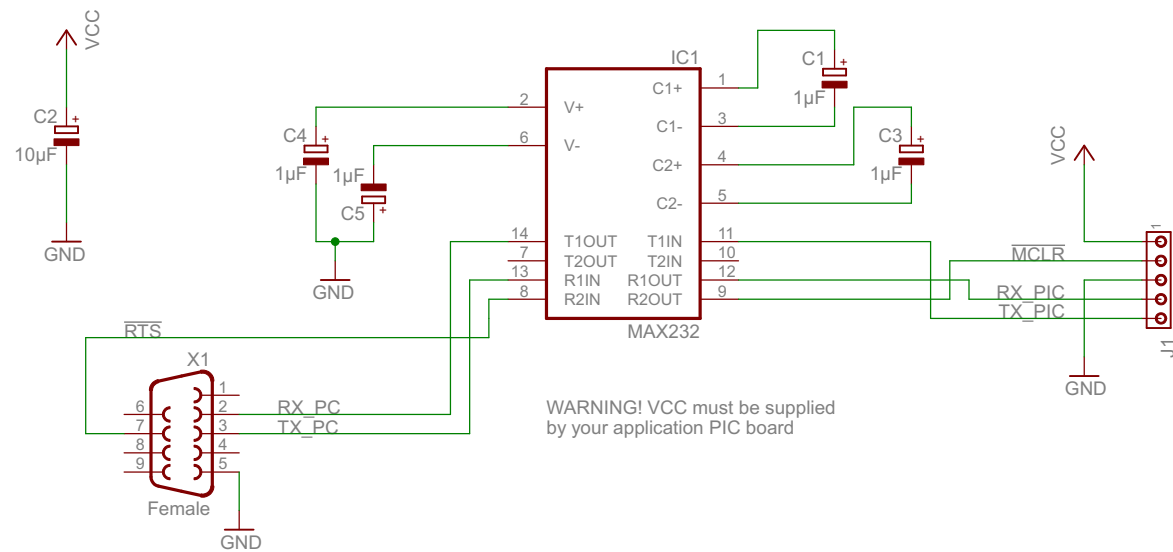 VCC
C2
+
10µF
GND
C4
+
1µF
1µF
C5
+
GND
IC1
2
V+
6
V-
14
T1OUT
7
T2OUT
13
R1IN
8
R2IN
C1+
1
C1-
3
C2+
4
C2-
5
T1IN
11
T2IN
10
R1OUT
12
R2OUT
9
MAX232
C1
+
1µF
C3
+
1µF
VCC
1
MCLR
RX_PIC
TX_PIC
J1
GND
RTS
X1
1
6
2
RX_PC
7
3
TX_PC
8
4
9
5
Female
GND
WARNING! VCC must be supplied
by your application PIC board